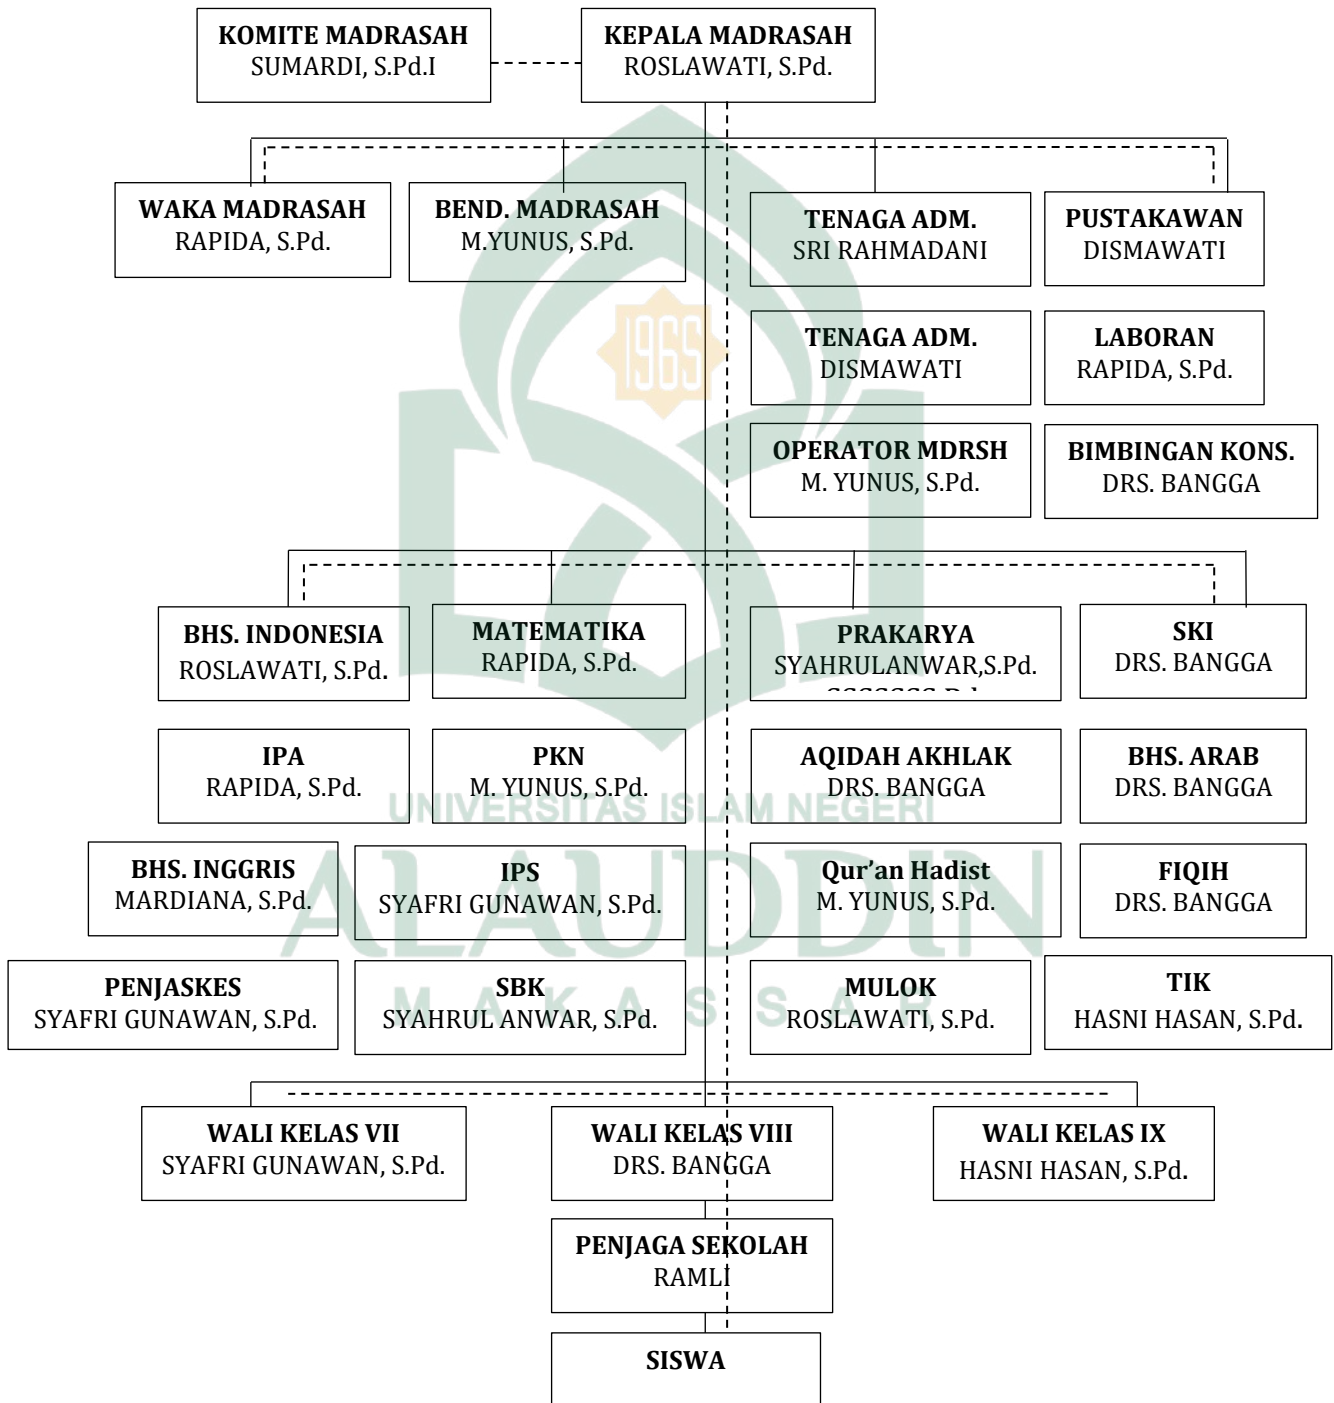 KOMITE MADRASAH
SUMARDI, S.Pd.I
KEPALA MADRASAH
ROSLAWATI, S.Pd.
WAKA MADRASAH
RAPIDA, S.Pd.
BEND. MADRASAH
M.YUNUS, S.Pd.
TENAGA ADM.
SRI RAHMADANI
PUSTAKAWAN
DISMAWATI
1965
TENAGA ADM.
DISMAWATI
LABORAN
RAPIDA, S.Pd.
OPERATOR MDRSH
M. YUNUS, S.Pd.
BIMBINGAN KONS.
DRS. BANGGA
BHS. INDONESIA
ROSLAWATI, S.Pd.
MATEMATIKA
RAPIDA, S.Pd.
PRAKARYA
SYAHRULANWAR,S.Pd.
SKI
DRS. BANGGA
IPA
RAPIDA, S.Pd.
PKN
M. YUNUS, S.Pd.
AQIDAH AKHLAK
DRS. BANGGA
BHS. ARAB
DRS. BANGGA
UNIVERSITAS ISLAM NEGERI
BHS. INGGRIS
MARDIANA, S.Pd.
IPS
SYAFRI GUNAWAN, S.Pd.
Qur’an Hadist
M. YUNUS, S.Pd.
FIQIH
DRS. BANGGA
ALAUDDIN
PENJASKES
SYAFRI GUNAWAN, S.Pd.
SBK
SYAHRUL ANWAR, S.Pd.
MULOK
ROSLAWATI, S.Pd.
TIK
HASNI HASAN, S.Pd.
MAKASSAR
WALI KELAS VII
SYAFRI GUNAWAN, S.Pd.
WALI KELAS VIII
DRS. BANGGA
WALI KELAS IX
HASNI HASAN, S.Pd.
PENJAGA SEKOLAH
RAMLI
SISWA